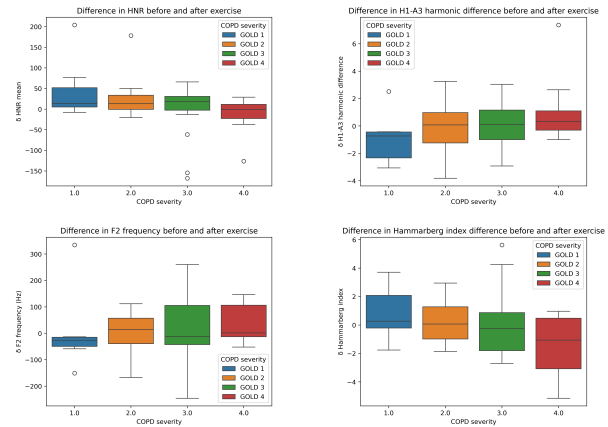 Difference in HNR before and after exercise
δ HNR mean
200
150
100
50
0
−50
−100
−150
COPD severity
GOLD 1
GOLD 2
GOLD 3
GOLD 4
1.0 2.0 3.0 4.0
COPD severity
Difference in H1-A3 harmonic difference before and after exercise
δ H1-A3 harmonic difference
6
4
2
0
−2
−4
COPD severity
GOLD 1
GOLD 2
GOLD 3
GOLD 4
1.0 2.0 3.0 4.0
COPD severity
Difference in F2 frequency before and after exercise
δ F2 frequency (Hz)
300
200
100
0
−100
−200
COPD severity
GOLD 1
GOLD 2
GOLD 3
GOLD 4
1.0 2.0 3.0 4.0
COPD severity
Difference in Hammarberg index difference before and after exercise
δ Hammarberg index
6
4
2
0
−2
−4
COPD severity
GOLD 1
GOLD 2
GOLD 3
GOLD 4
1.0 2.0 3.0 4.0
COPD severity